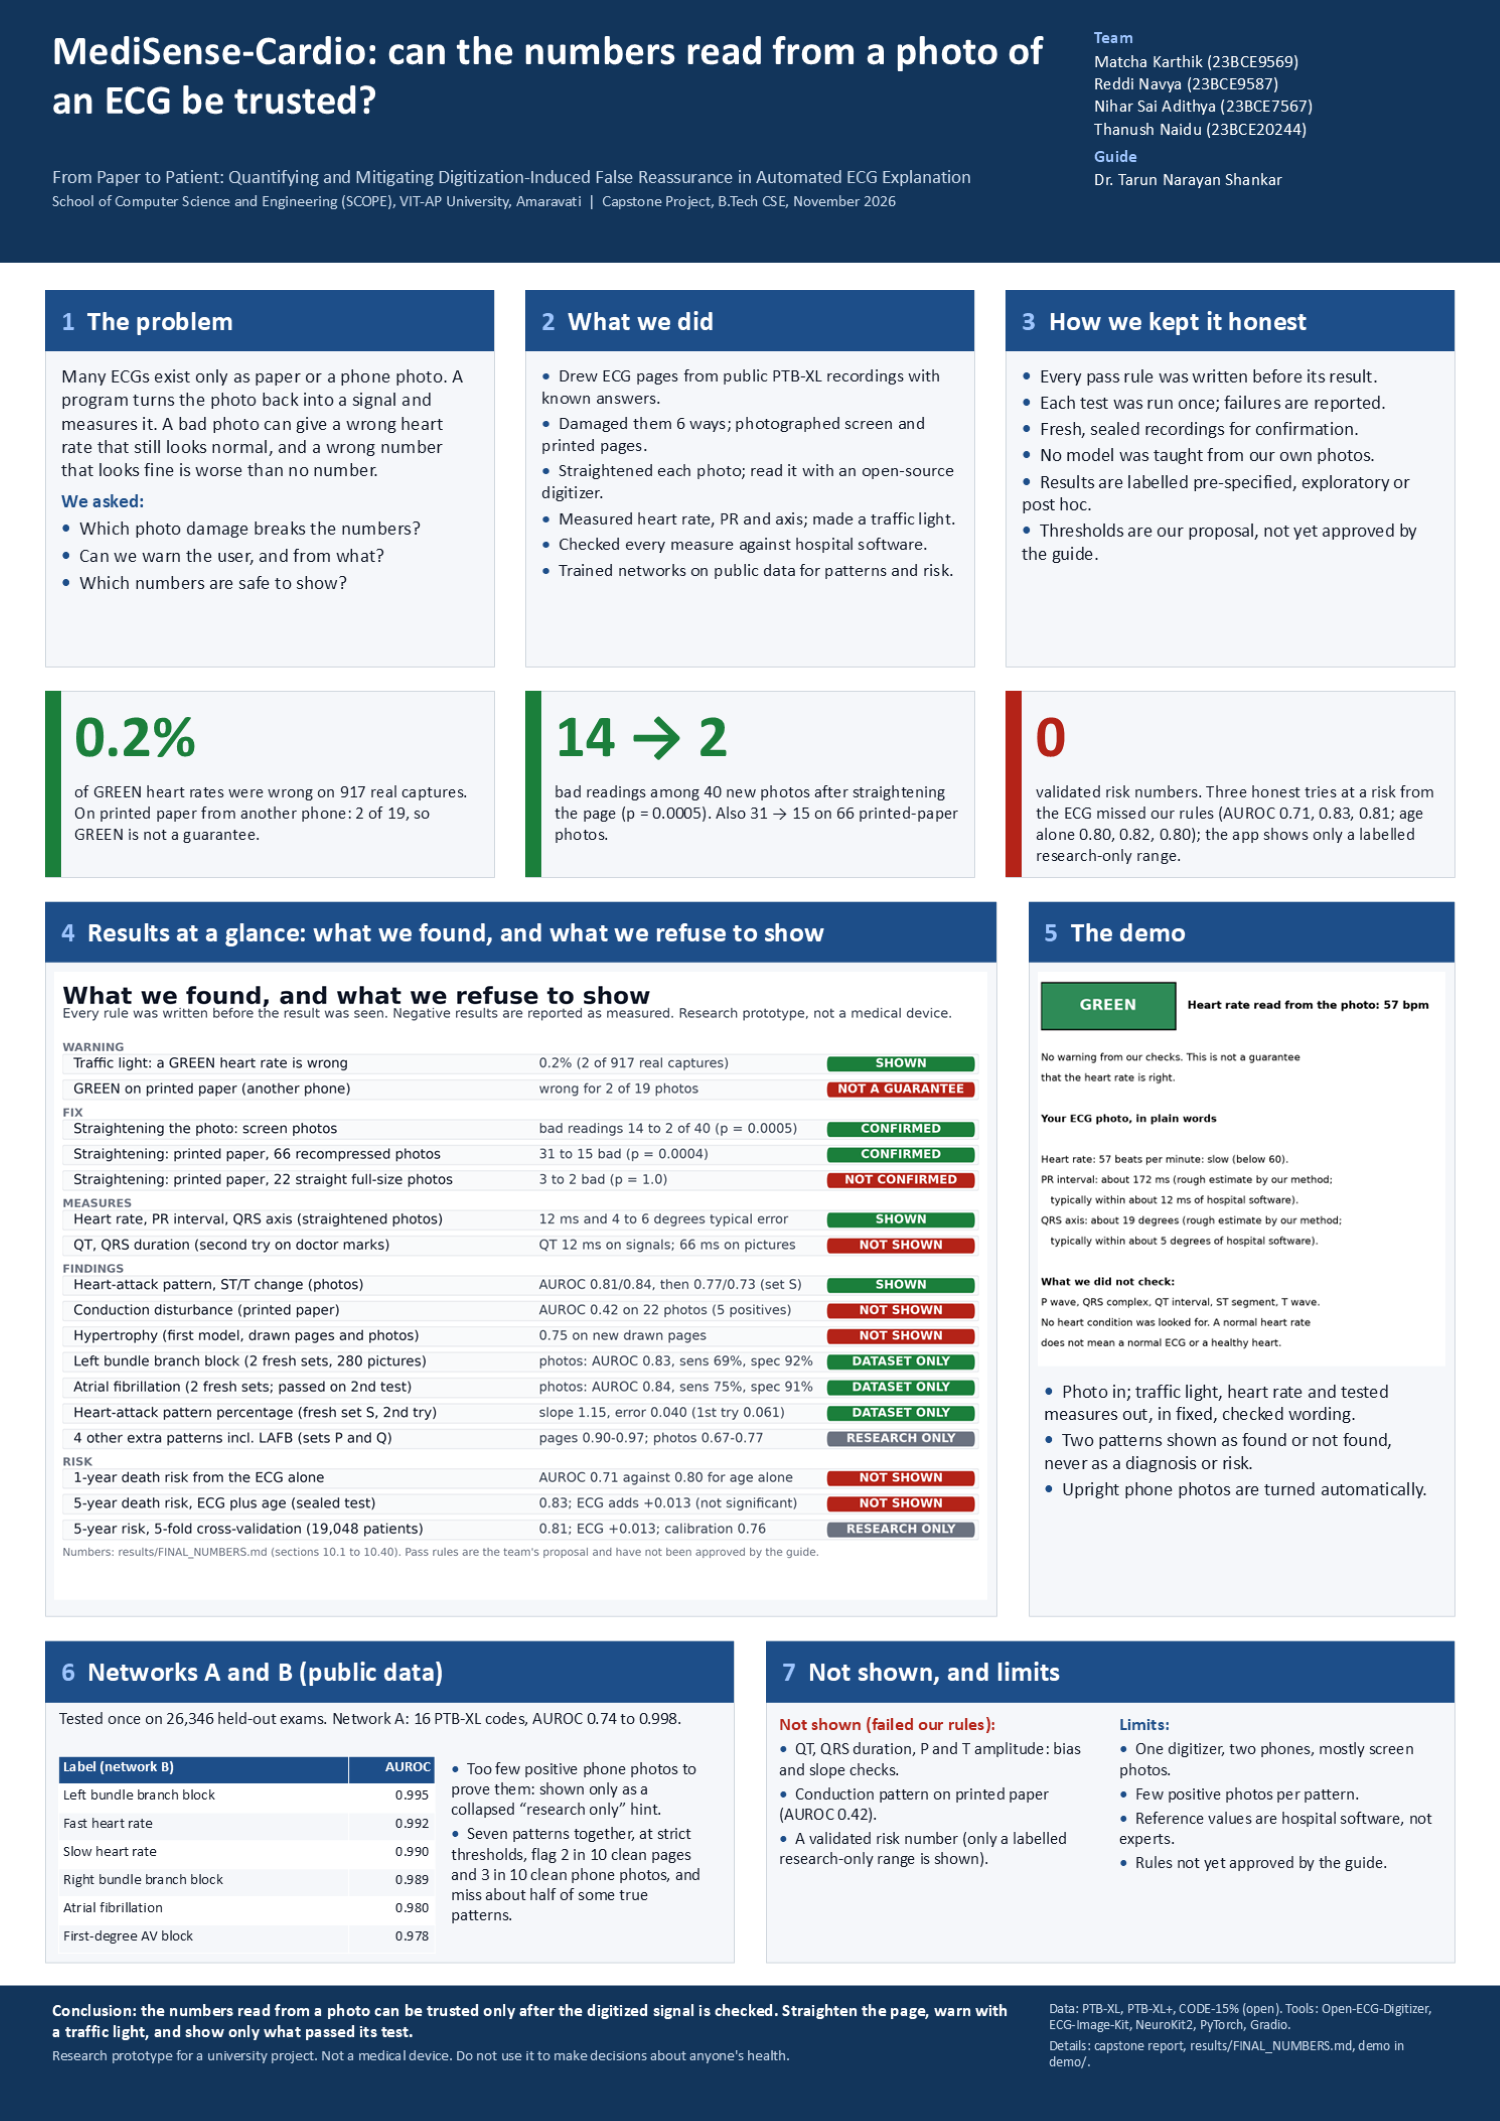 MediSense-Cardio: can the numbers read from a photo of
an ECG be trusted?
From Paper to Patient: Quantifying and Mitigating Digitization-Induced False Reassurance in Automated ECG Explanation
School of Computer Science and Engineering (SCOPE), VIT-AP University, Amaravati | Capstone Project, B.Tech CSE, November 2026
Team
Matcha Karthik (23BCE9569)
Reddi Navya (23BCE9587)
Nihar Sai Adithya (23BCE7567)
Thanush Naidu (23BCE20244)
Guide
Dr. Tarun Narayan Shankar
1 The problem
Many ECGs exist only as paper or a phone photo. A
program turns the photo back into a signal and
measures it. A bad photo can give a wrong heart
rate that still looks normal, and a wrong number
that looks fine is worse than no number.
We asked:
• Which photo damage breaks the numbers?
• Can we warn the user, and from what?
• Which numbers are safe to show?
2 What we did
• Drew ECG pages from public PTB-XL recordings with
known answers.
• Damaged them 6 ways; photographed screen and
printed pages.
• Straightened each photo; read it with an open-source
digitizer.
• Measured heart rate, PR and axis; made a traffic light.
• Checked every measure against hospital software.
• Trained networks on public data for patterns and risk.
3 How we kept it honest
• Every pass rule was written before its result.
• Each test was run once; failures are reported.
• Fresh, sealed recordings for confirmation.
• No model was taught from our own photos.
• Results are labelled pre-specified, exploratory or
post hoc.
• Thresholds are our proposal, not yet approved by
the guide.
0.2%
of GREEN heart rates were wrong on 917 real captures.
On printed paper from another phone: 2 of 19, so
GREEN is not a guarantee.
14 → 2
bad readings among 40 new photos after straightening
the page (p = 0.0005). Also 31 → 15 on 66 printed-paper
photos.
0
validated risk numbers. Three honest tries at a risk from
the ECG missed our rules (AUROC 0.71, 0.83, 0.81; age
alone 0.80, 0.82, 0.80); the app shows only a labelled
research-only range.
4 Results at a glance: what we found, and what we refuse to show
What we found, and what we refuse to show
Every rule was written before the result was seen. Negative results are reported as measured. Research prototype, not a medical device.
WARNING
Traffic light: a GREEN heart rate is wrong 0.2% (2 of 917 real captures) SHOWN
GREEN on printed paper (another phone) wrong for 2 of 19 photos NOT A GUARANTEE
FIX
Straightening the photo: screen photos bad readings 14 to 2 of 40 (p = 0.0005) CONFIRMED
Straightening: printed paper, 66 recompressed photos 31 to 15 bad (p = 0.0004) CONFIRMED
Straightening: printed paper, 22 straight full-size photos 3 to 2 bad (p = 1.0) NOT CONFIRMED
MEASURES
Heart rate, PR interval, QRS axis (straightened photos) 12 ms and 4 to 6 degrees typical error SHOWN
QT, QRS duration (second try on doctor marks) QT 12 ms on signals; 66 ms on pictures NOT SHOWN
FINDINGS
Heart-attack pattern, ST/T change (photos) AUROC 0.81/0.84, then 0.77/0.73 (set S) SHOWN
Conduction disturbance (printed paper) AUROC 0.42 on 22 photos (5 positives) NOT SHOWN
Hypertrophy (first model, drawn pages and photos) 0.75 on new drawn pages NOT SHOWN
Left bundle branch block (2 fresh sets, 280 pictures) photos: AUROC 0.83, sens 69%, spec 92% DATASET ONLY
Atrial fibrillation (2 fresh sets; passed on 2nd test) photos: AUROC 0.84, sens 75%, spec 91% DATASET ONLY
Heart-attack pattern percentage (fresh set S, 2nd try) slope 1.15, error 0.040 (1st try 0.061) DATASET ONLY
4 other extra patterns incl. LAFB (sets P and Q) pages 0.90-0.97; photos 0.67-0.77 RESEARCH ONLY
RISK
1-year death risk from the ECG alone AUROC 0.71 against 0.80 for age alone NOT SHOWN
5-year death risk, ECG plus age (sealed test) 0.83; ECG adds +0.013 (not significant) NOT SHOWN
5-year risk, 5-fold cross-validation (19,048 patients) 0.81; ECG +0.013; calibration 0.76 RESEARCH ONLY
Numbers: results/FINAL_NUMBERS.md (sections 10.1 to 10.40). Pass rules are the team's proposal and have not been approved by the guide.
5 The demo
GREEN Heart rate read from the photo: 57 bpm
No warning from our checks. This is not a guarantee
that the heart rate is right.
Your ECG photo, in plain words
Heart rate: 57 beats per minute: slow (below 60).
PR interval: about 172 ms (rough estimate by our method;
typically within about 12 ms of hospital software).
QRS axis: about 19 degrees (rough estimate by our method;
typically within about 5 degrees of hospital software).
What we did not check:
P wave, QRS complex, QT interval, ST segment, T wave.
No heart condition was looked for. A normal heart rate
does not mean a normal ECG or a healthy heart.
• Photo in; traffic light, heart rate and tested
measures out, in fixed, checked wording.
• Two patterns shown as found or not found,
never as a diagnosis or risk.
• Upright phone photos are turned automatically.
6 Networks A and B (public data)
Tested once on 26,346 held-out exams. Network A: 16 PTB-XL codes, AUROC 0.74 to 0.998.
Label (network B) AUROC
Left bundle branch block 0.995
Fast heart rate 0.992
Slow heart rate 0.990
Right bundle branch block 0.989
Atrial fibrillation 0.980
First-degree AV block 0.978
• Too few positive phone photos to
prove them: shown only as a
collapsed “research only” hint.
• Seven patterns together, at strict
thresholds, flag 2 in 10 clean pages
and 3 in 10 clean phone photos, and
miss about half of some true
patterns.
7 Not shown, and limits
Not shown (failed our rules):
• QT, QRS duration, P and T amplitude: bias
and slope checks.
• Conduction pattern on printed paper
(AUROC 0.42).
• A validated risk number (only a labelled
research-only range is shown).
Limits:
• One digitizer, two phones, mostly screen
photos.
• Few positive photos per pattern.
• Reference values are hospital software, not
experts.
• Rules not yet approved by the guide.
Conclusion: the numbers read from a photo can be trusted only after the digitized signal is checked. Straighten the page, warn with
a traffic light, and show only what passed its test.
Research prototype for a university project. Not a medical device. Do not use it to make decisions about anyone's health.
Data: PTB-XL, PTB-XL+, CODE-15% (open). Tools: Open-ECG-Digitizer,
ECG-Image-Kit, NeuroKit2, PyTorch, Gradio.
Details: capstone report, results/FINAL_NUMBERS.md, demo in
demo/.